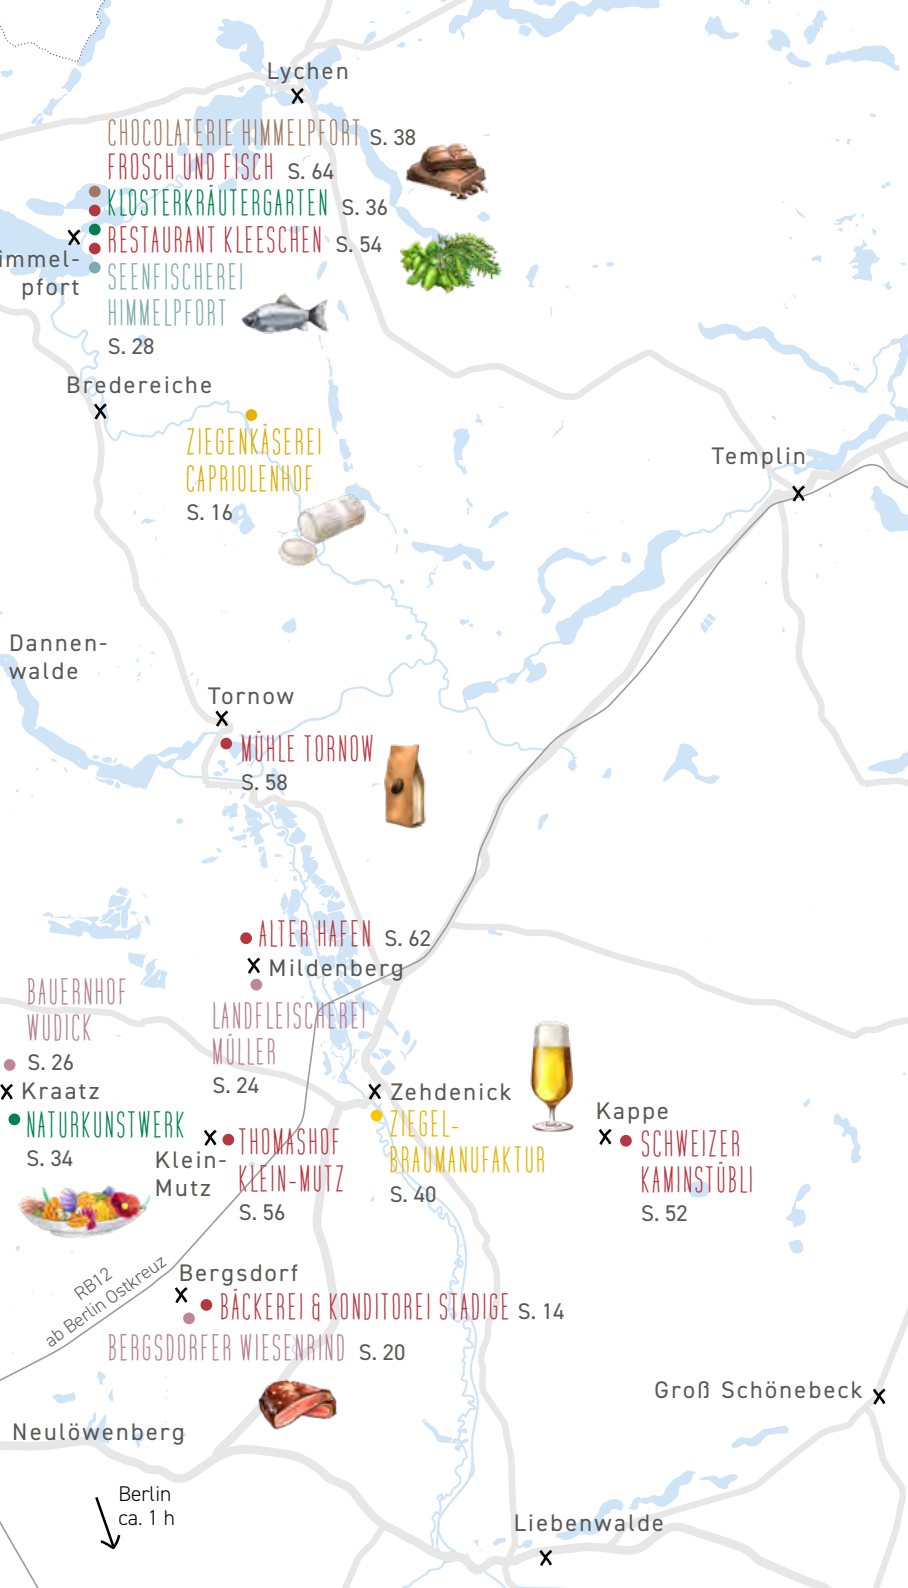 Lychen
CHOCOLATERIE HIMMELPFORT S. 38
FROSCH UND FISCH S. 64
KLOSTERKRÄUTERGARTEN S. 36
RESTAURANT KLEESCHEN S. 54
immel-
pfort
SEENFISCHEREI
HIMMELPFORT
S. 28
Bredereiche
ZIEGENKÄSEREI
CAPRIOLENHOF
S. 16
Templin
Dannen-
walde
Tornow
MÜHLE TORNOW
S. 58
ALTER HAFEN S. 62
Mildenberg
BAUERNHOF
WUDICK
S. 26
LANDFLEISCHEREI
MÜLLER
S. 24
Kraatz
NATURKUNSTWERK
S. 34
Zehdenick
ZIEGEL-
BRAUMANUFAKTUR
S. 40
Kappe
SCHWEIZER
KAMINSTÜBLI
S. 52
Klein-
Mutz
THOMASHOF
KLEIN-MUTZ
S. 56
RB12
ab Berlin Ostkreuz
Bergsdorf
BÄCKEREI & KONDITOREI STADIGE S. 14
BERGSDORFER WIESENRIND S. 20
Groß Schönebeck
Neulöwenberg
Berlin
ca. 1 h
Liebenwalde